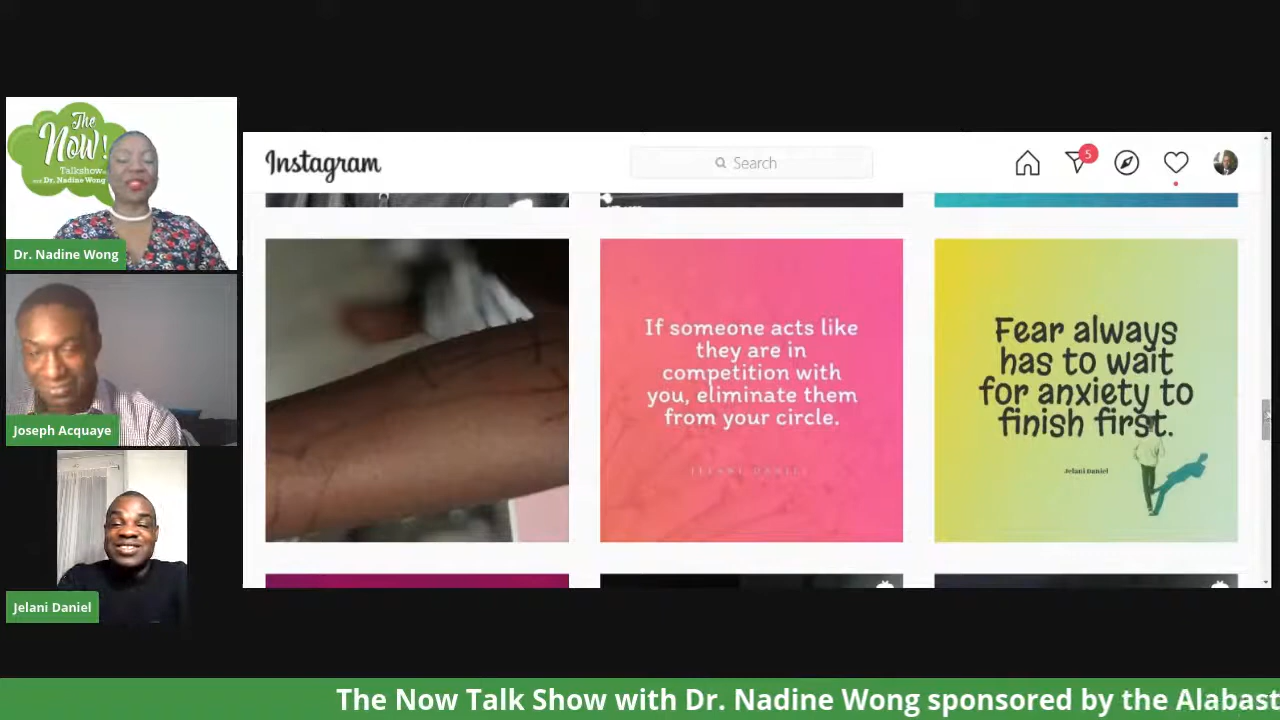 The
Now!
Talkshow
Dr. Nadine Wong
Dr. Nadine Wong
Joseph Acquaye
Jelani Daniel
Instagram
Search
5
If someone acts like
they are in
competition with
you, eliminate them
from your circle.
JELANI DANIEL
Fear always
has to wait
for anxiety to
finish first.
Jelani Daniel
The Now Talk Show with Dr. Nadine Wong sponsored by the Alabast